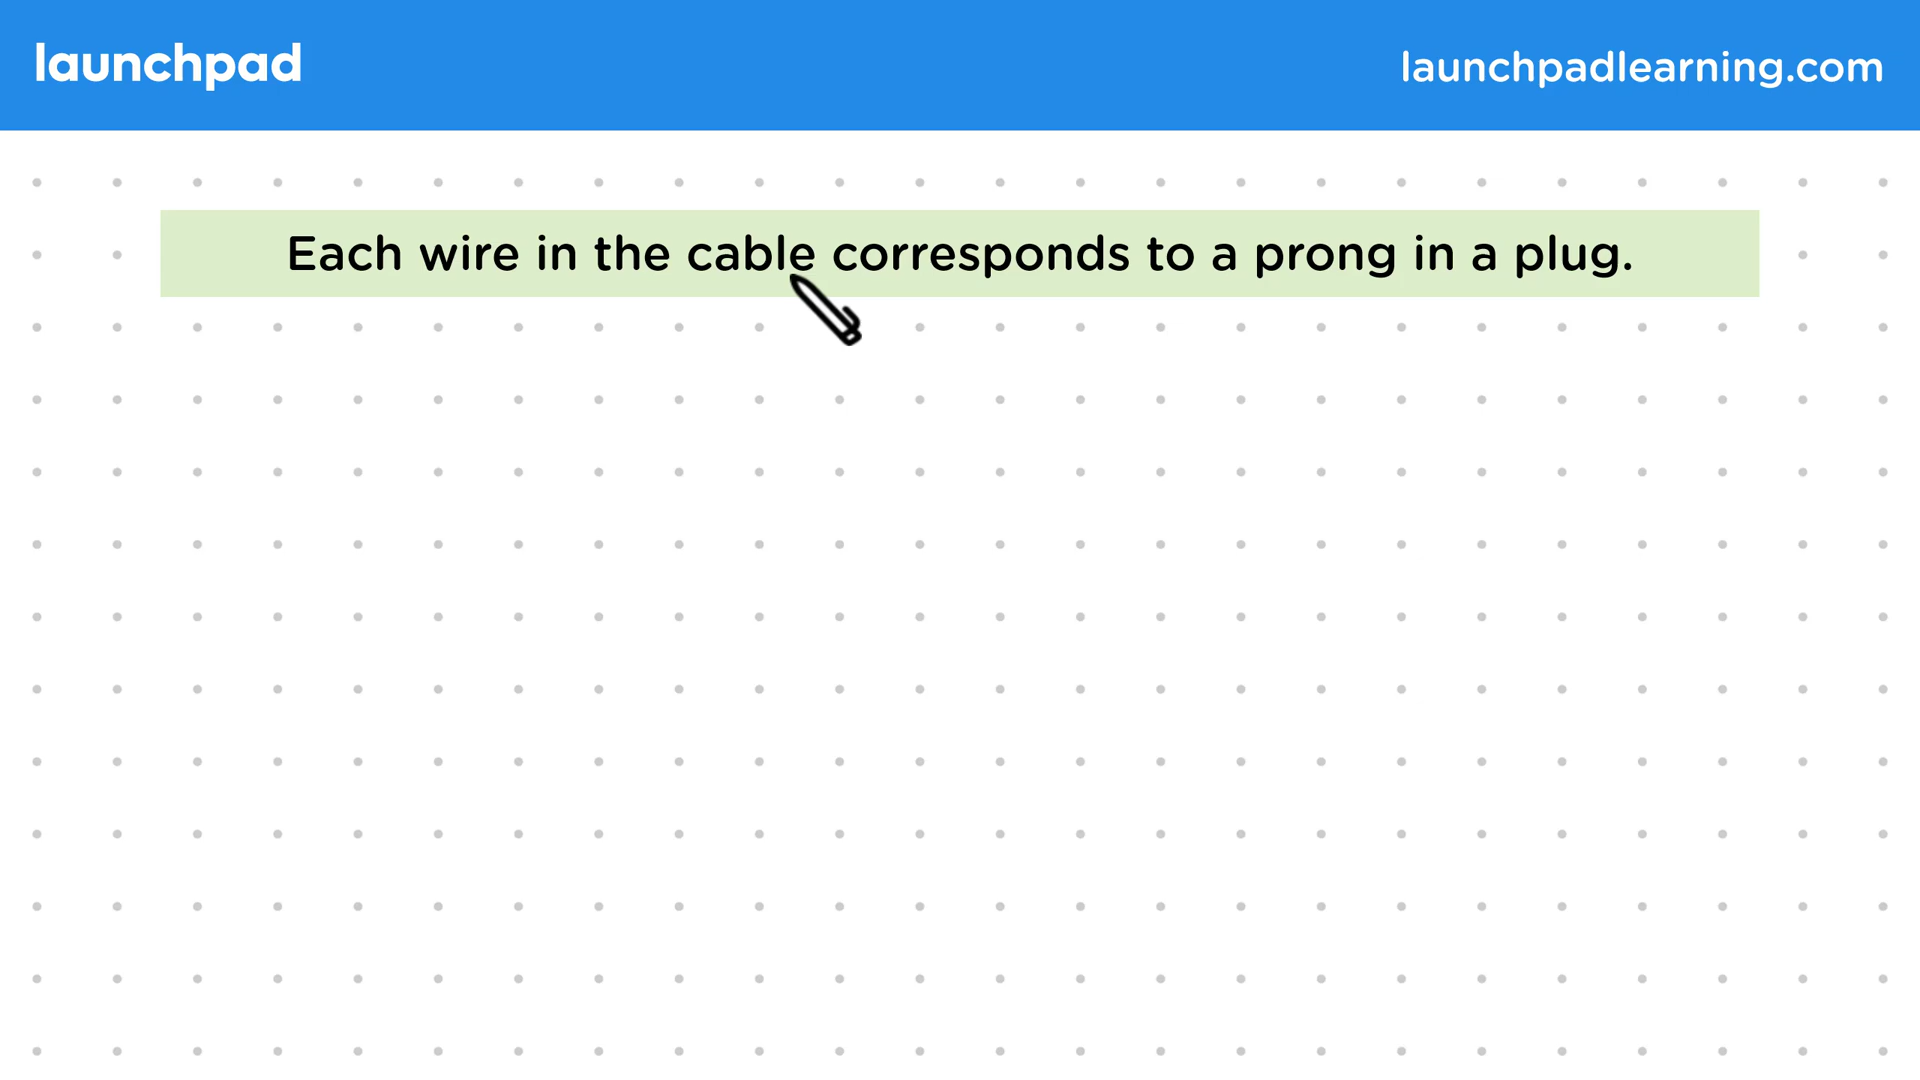 launchpad
launchpadlearning.com
Each wire in the cable corresponds to a prong in a plug.